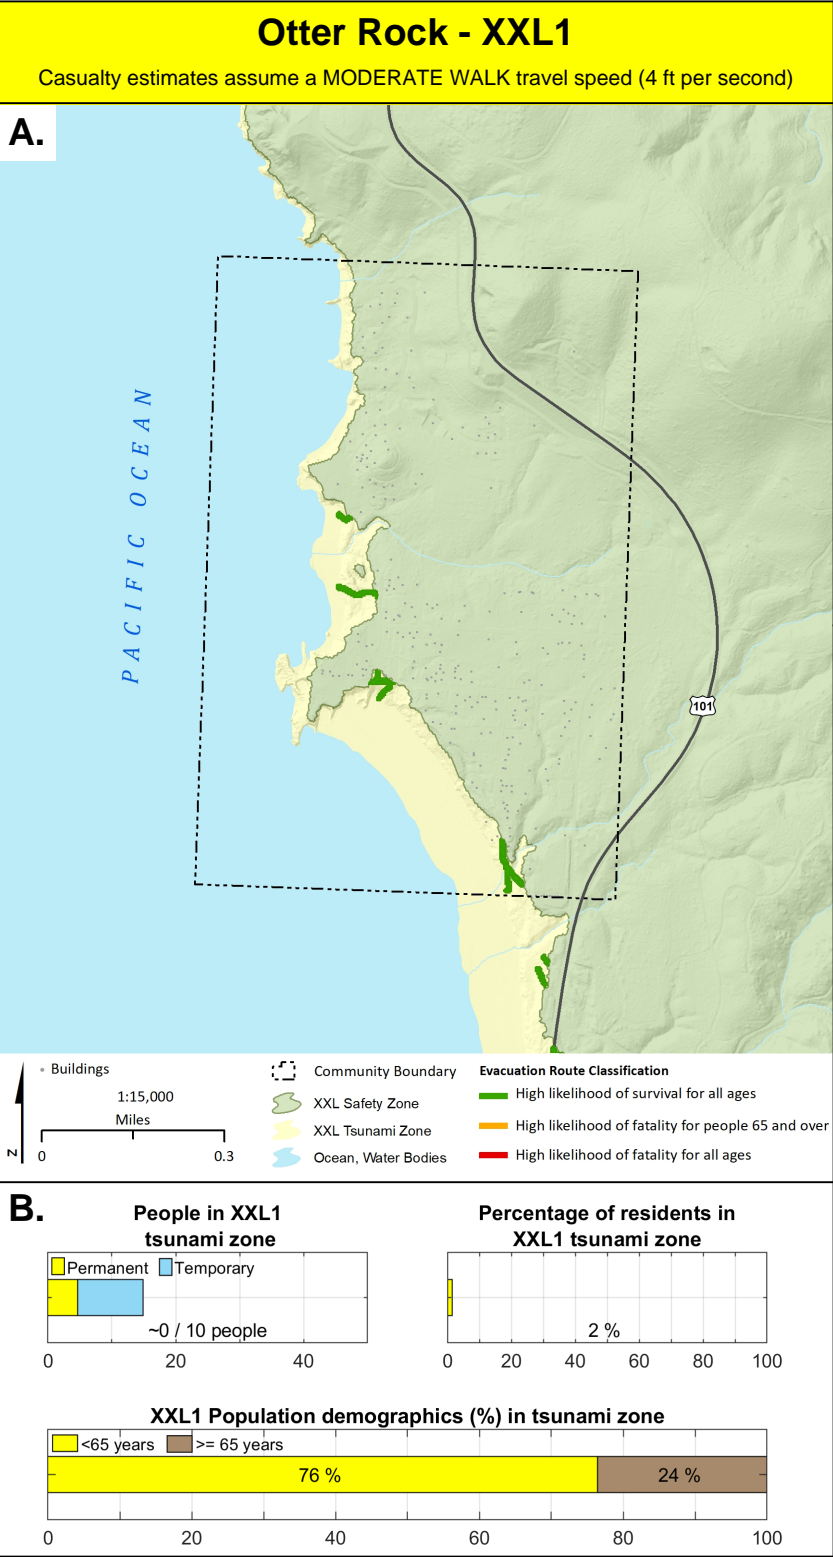 Otter Rock - XXL1
Casualty estimates assume a MODERATE WALK travel speed (4 ft per second)
A.
PACIFIC OCEAN
101
Buildings
1:15,000
Miles
0 0.3
N
Community Boundary
XXL Safety Zone
XXL Tsunami Zone
Ocean, Water Bodies
Evacuation Route Classification
High likelihood of survival for all ages
High likelihood of fatality for people 65 and over
High likelihood of fatality for all ages
B.
People in XXL1
tsunami zone
Permanent Temporary
~0 / 10 people
0 20 40
Percentage of residents in
XXL1 tsunami zone
2 %
0 20 40 60 80 100
XXL1 Population demographics (%) in tsunami zone
<65 years >= 65 years
76 % 24 %
0 20 40 60 80 100